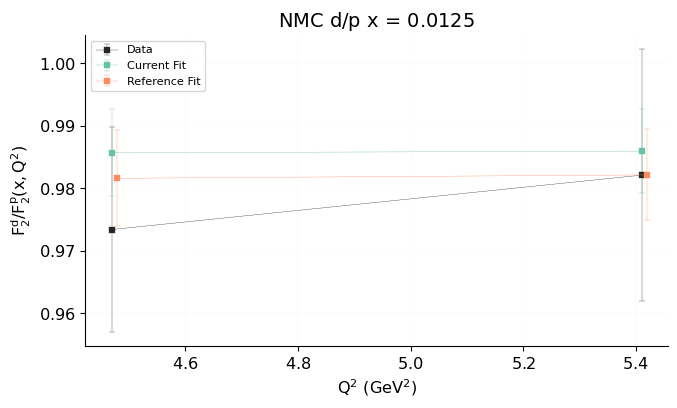 NMC d/p x = 0.0125
Data
Current Fit
Reference Fit
F₂ᵈ/F₂ᵖ(x, Q²)
1.00
0.99
0.98
0.97
0.96
4.6 4.8 5.0 5.2 5.4
Q² (GeV²)